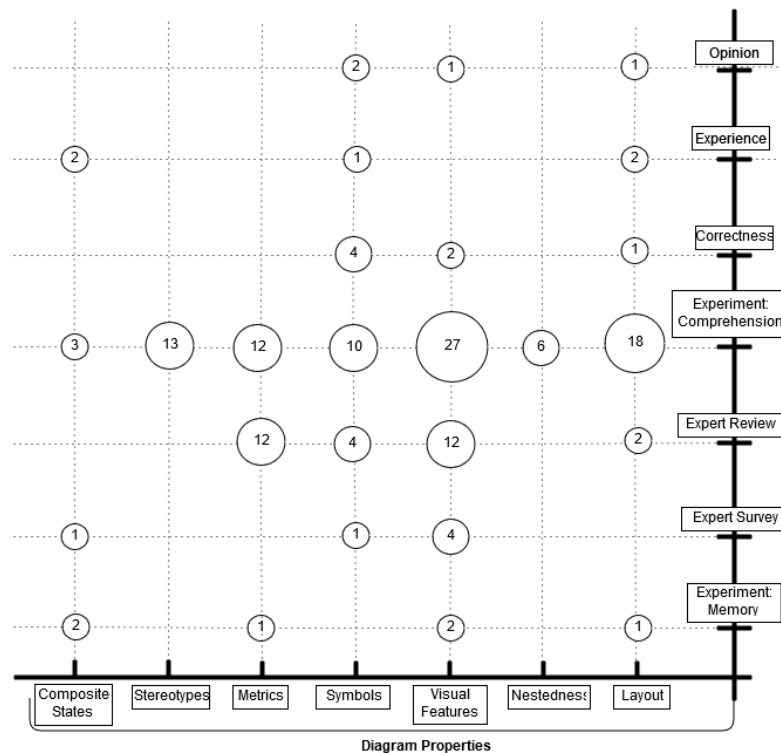 2 1 1 Opinion
2 1 2 Experience
4 2 1 Correctness
Experiment:
3 13 12 10 27 6 18 Comprehension
12 4 12 2 Expert Review
1 1 4 Expert Survey
Experiment:
2 1 2 1 Memory
Composite Stereotypes Metrics Symbols Visual Nestedness Layout
States Features
Diagram Properties